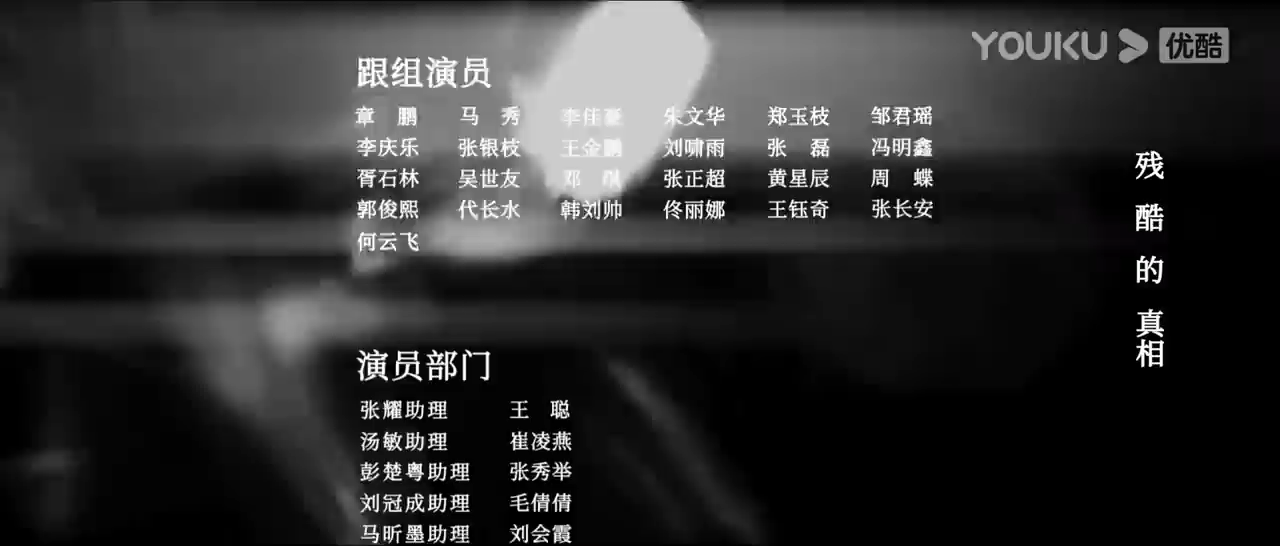 YOUKU 优酷
跟组演员
章 鹏 马 秀 李佳豪 朱文华 郑玉枝 邹君瑶
李庆乐 张银枝 王金鹏 刘啸雨 张 磊 冯明鑫
胥石林 吴世友 邓 张正超 黄星辰 周 蝶
郭俊熙 代长水 韩刘帅 佟丽娜 王钰奇 张长安
何云飞
演员部门
张耀助理 王 聪
汤敏助理 崔凌燕
彭楚粤助理 张秀举
刘冠成助理 毛倩倩
马昕墨助理 刘会霞
残酷的真相